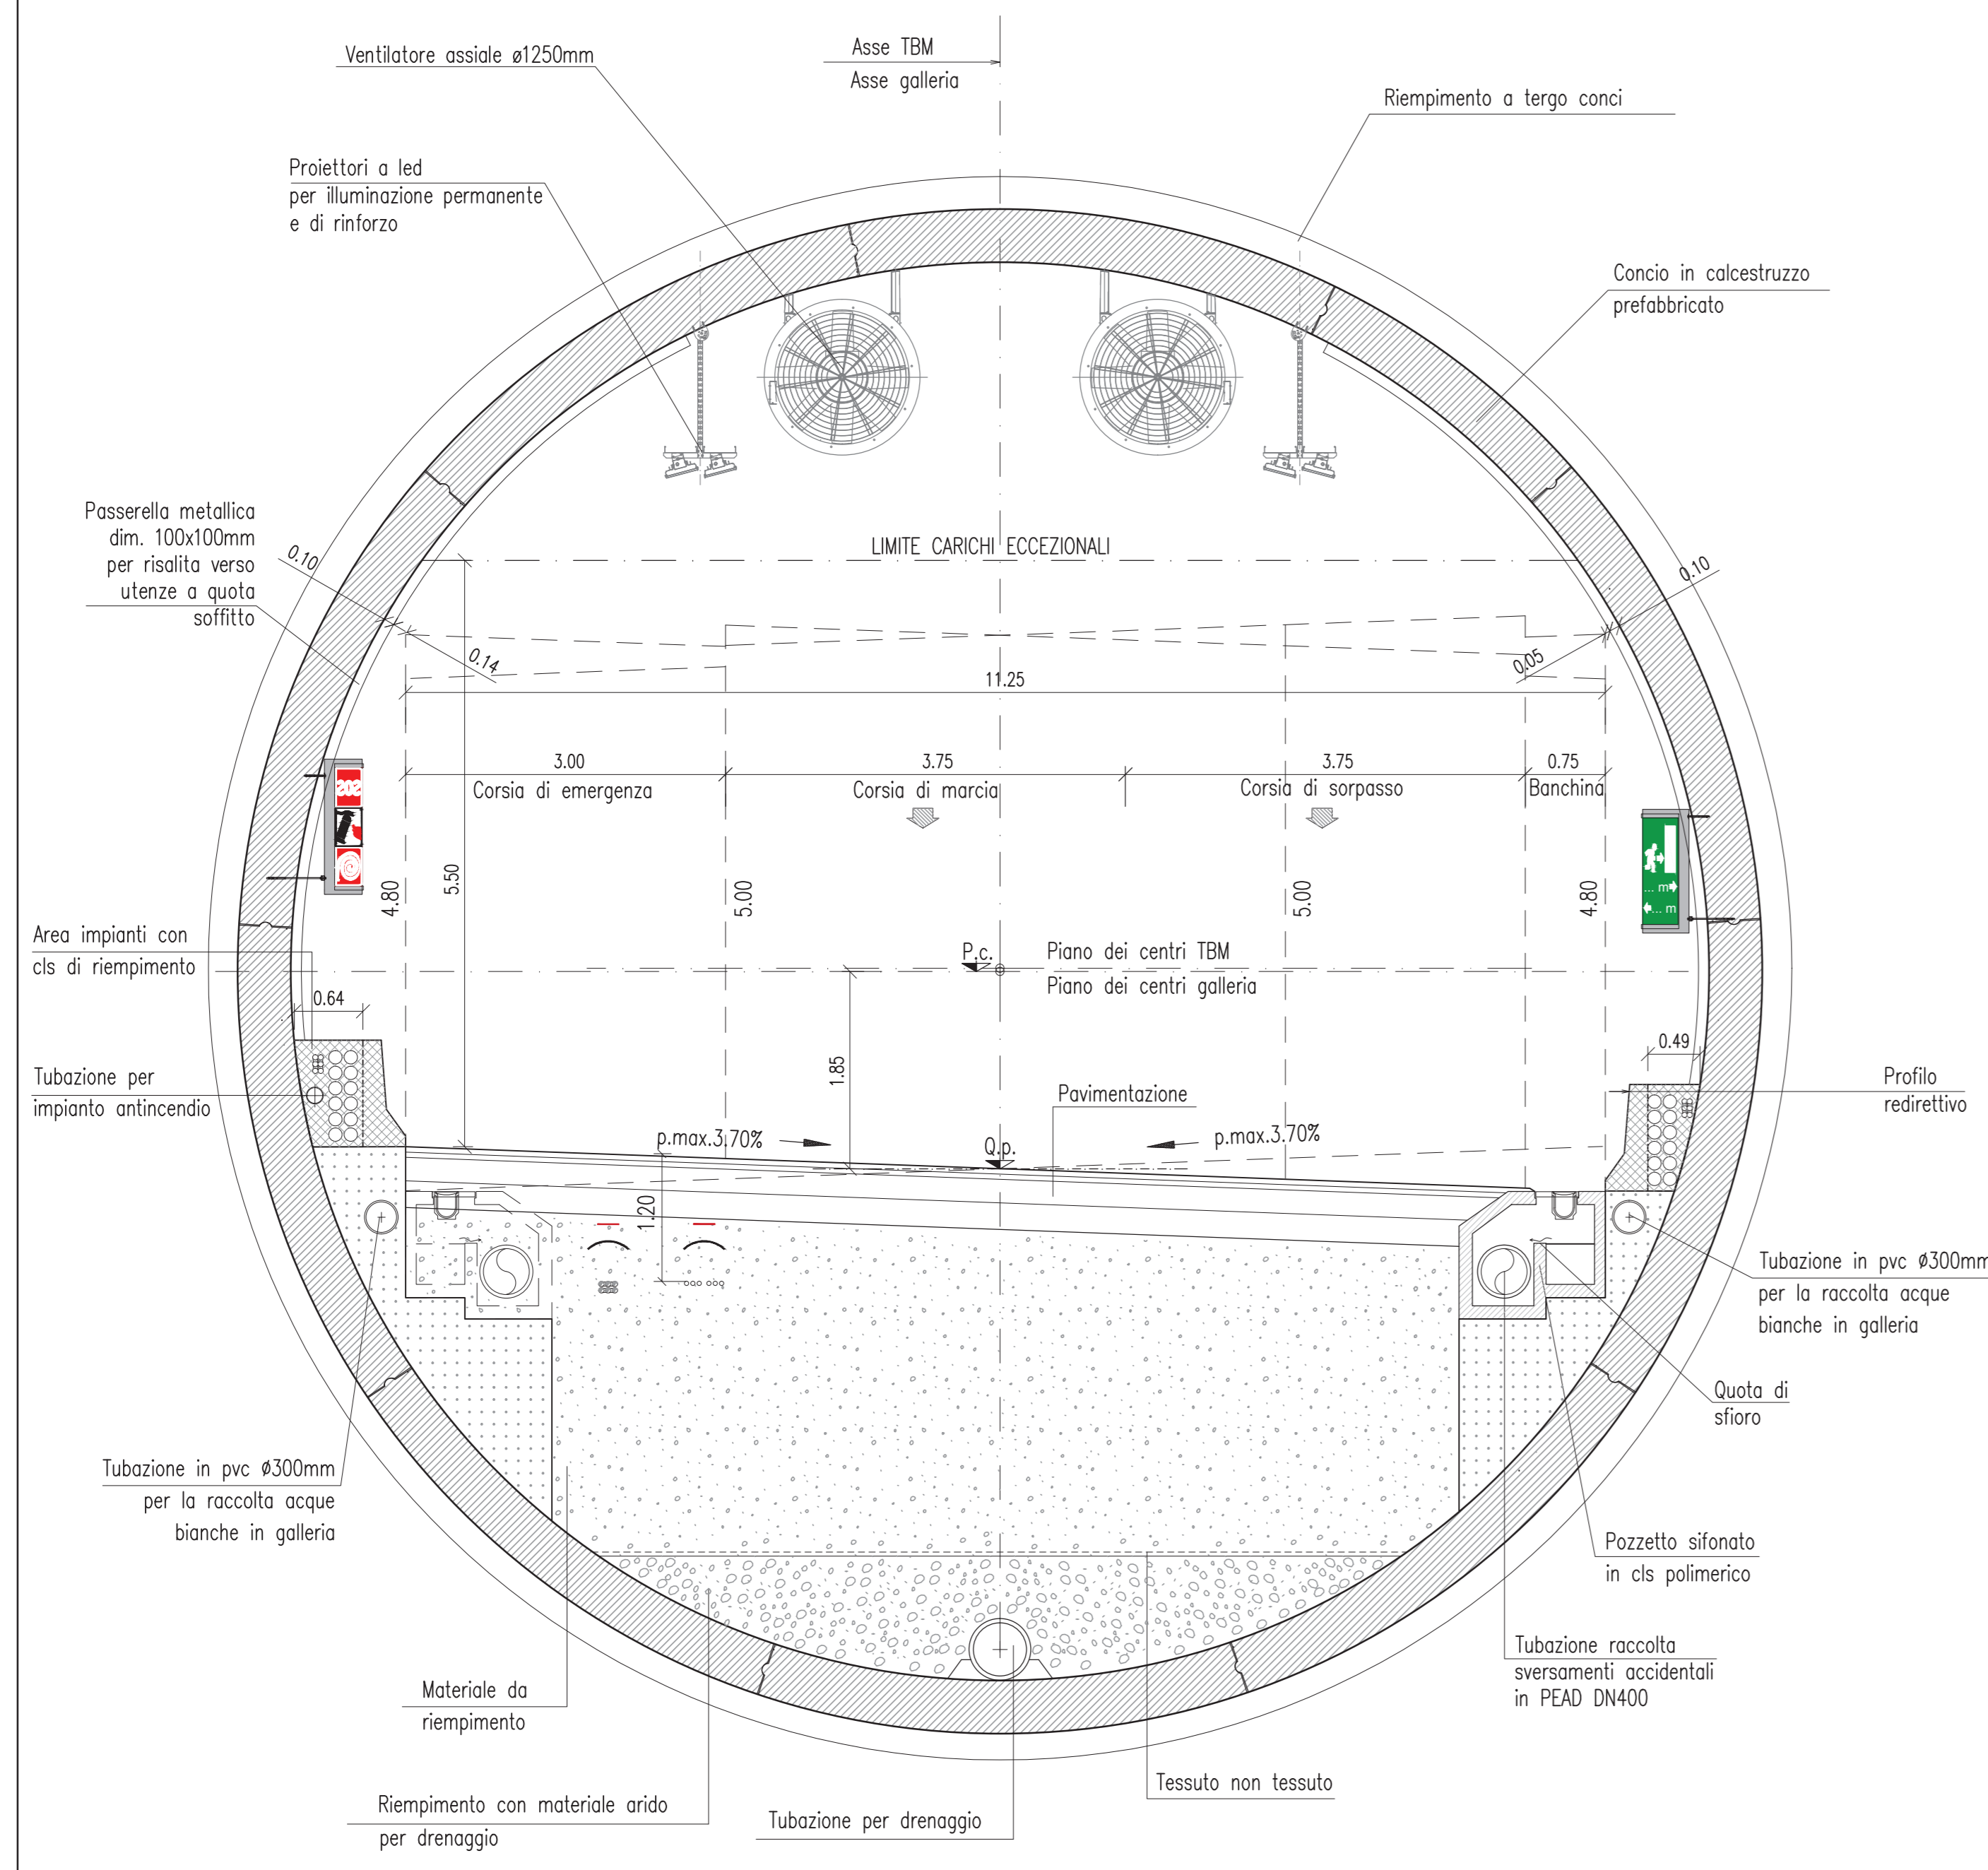 Asse TBM
Asse galleria
Ventilatore assiale ø1250mm
Riempimento a tergo conci
Proiettori a led
per illuminazione permanente
e di rinforzo
Concio in calcestruzzo
prefabbricato
Passerella metallica
dim. 100x100mm
per risalita verso
utenze a quota
soffitto
LIMITE CARICHI ECCEZIONALI
0.10
0.10
0.14
0.05
11.25
3.00
3.75
3.75
0.75
Corsia di emergenza
Corsia di marcia
Corsia di sorpasso
Banchina
SOS
4.80
5.50
5.00
5.00
4.80
... m
... m
Area impianti con
cls di riempimento
P.c.
Piano dei centri TBM
Piano dei centri galleria
0.64
0.49
1.85
Tubazione per
impianto antincendio
Pavimentazione
Profilo
redirettivo
p.max.3.70%
Q.p.
p.max.3.70%
1.20
Tubazione in pvc Ø300mm
per la raccolta acque
bianche in galleria
Quota di
sfioro
Tubazione in pvc Ø300mm
per la raccolta acque
bianche in galleria
Pozzetto sifonato
in cls polimerico
Tubazione raccolta
sversamenti accidentali
in PEAD DN400
Materiale da
riempimento
Tessuto non tessuto
Riempimento con materiale arido
per drenaggio
Tubazione per drenaggio